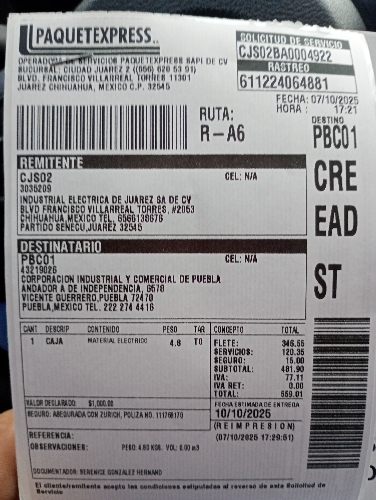 PAQUETEXPRESS
SOLICITUD DE SERVICIO
CJS02BA0004922
RASTREO
611224064881
OPERADORA DE SERVICIOS PAQUETEXPRESS SAPI DE CV
SUCURSAL: CIUDAD JUAREZ 2 ((656) 626 53 91)
BLVD. FRANCISCO VILLARREAL TORRES 11301
JUAREZ CHIHUAHUA, MEXICO C.P. 32545
FECHA: 07/10/2025
HORA: 17:21
RUTA:
R-A6
DESTINO
PBC01
REMITENTE
CJS02 CEL: N/A
3035209
INDUSTRIAL ELECTRICA DE JUAREZ SA DE CV
BLVD FRANCISCO VILLARREAL TORRES, #2053
CHIHUAHUA,MEXICO TEL. 6566138676
PARTIDO SENECU,JUAREZ 32545
CRE
EAD
DESTINATARIO
PBC01 CEL: N/A
43219026
CORPORACION INDUSTRIAL Y COMERCIAL DE PUEBLA
ANDADOR A DE INDEPENDENCIA, 6578
VICENTE GUERRERO,PUEBLA 72470
PUEBLA,MEXICO TEL. 222 274 4416
ST
CANT DESCRIP CONTENIDO PESO TAR CONCEPTO TOTAL
1 CAJA MATERIAL ELECTRICO 4.8 T0
FLETE: 346.55
SERVICIOS: 120.35
SEGURO: 15.00
SUBTOTAL: 481.90
IVA: 77.11
IVA RET: 0.00
TOTAL: 559.01
VALOR DECLARADO: $1,000.00
SEGURO: ASEGURADA CON ZURICH, POLIZA NO. 111768170
FECHA ESTIMADA DE ENTREGA
10/10/2025
(REIMPRESION)
(07/10/2025 17:29:51)
REFERENCIA:
OBSERVACIONES: PESO: 4.80 KGS. VOL: 0.00 m3
DOCUMENTADOR: BERENICE GONZALEZ HERNAND
El cliente/remitente acepta las condiciones estipuladas al reverso de esta Solicitud de
Servicio